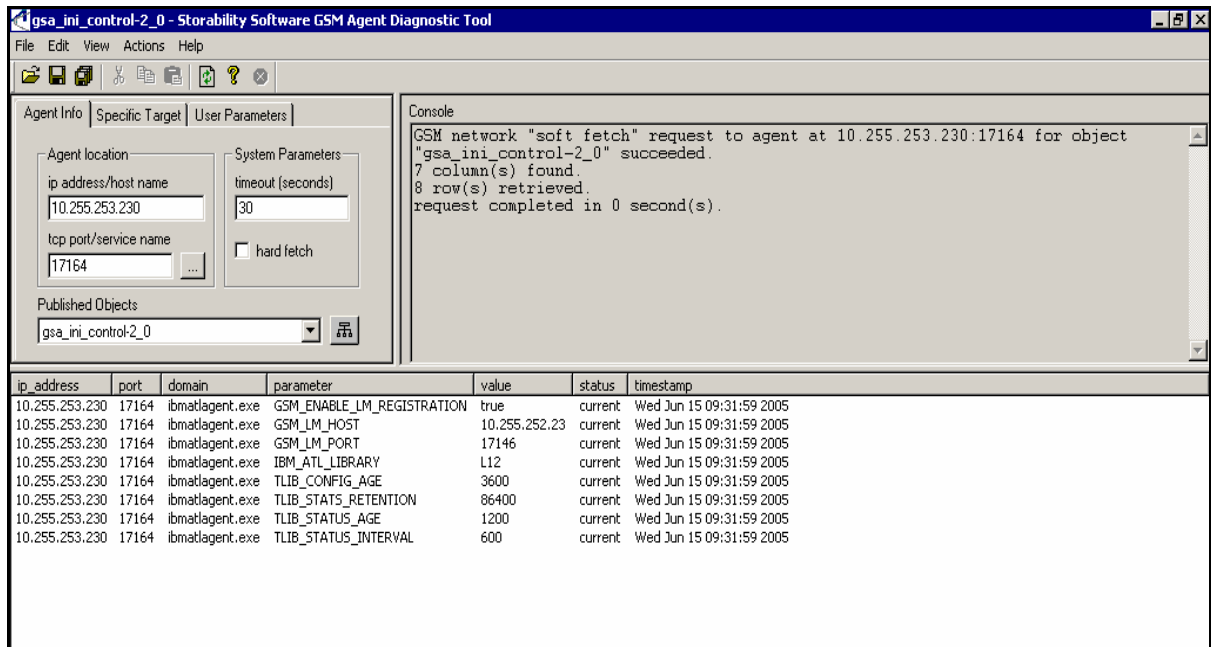 gsa_ini_control-2_0 - Storability Software GSM Agent Diagnostic Tool
File Edit View Actions Help
Agent Info Specific Target User Parameters
Agent location
ip address/host name
10.255.253.230
tcp port/service name
17164 ...
System Parameters
timeout (seconds)
30
hard fetch
Published Objects
gsa_ini_control-2_0
Console
GSM network "soft fetch" request to agent at 10.255.253.230:17164 for object
"gsa_ini_control-2_0" succeeded.
7 column(s) found.
8 row(s) retrieved.
request completed in 0 second(s).
ip_address port domain parameter value status timestamp
10.255.253.230 17164 ibmatlagent.exe GSM_ENABLE_LM_REGISTRATION true current Wed Jun 15 09:31:59 2005
10.255.253.230 17164 ibmatlagent.exe GSM_LM_HOST 10.255.252.23 current Wed Jun 15 09:31:59 2005
10.255.253.230 17164 ibmatlagent.exe GSM_LM_PORT 17146 current Wed Jun 15 09:31:59 2005
10.255.253.230 17164 ibmatlagent.exe IBM_ATL_LIBRARY L12 current Wed Jun 15 09:31:59 2005
10.255.253.230 17164 ibmatlagent.exe TLIB_CONFIG_AGE 3600 current Wed Jun 15 09:31:59 2005
10.255.253.230 17164 ibmatlagent.exe TLIB_STATS_RETENTION 86400 current Wed Jun 15 09:31:59 2005
10.255.253.230 17164 ibmatlagent.exe TLIB_STATUS_AGE 1200 current Wed Jun 15 09:31:59 2005
10.255.253.230 17164 ibmatlagent.exe TLIB_STATUS_INTERVAL 600 current Wed Jun 15 09:31:59 2005